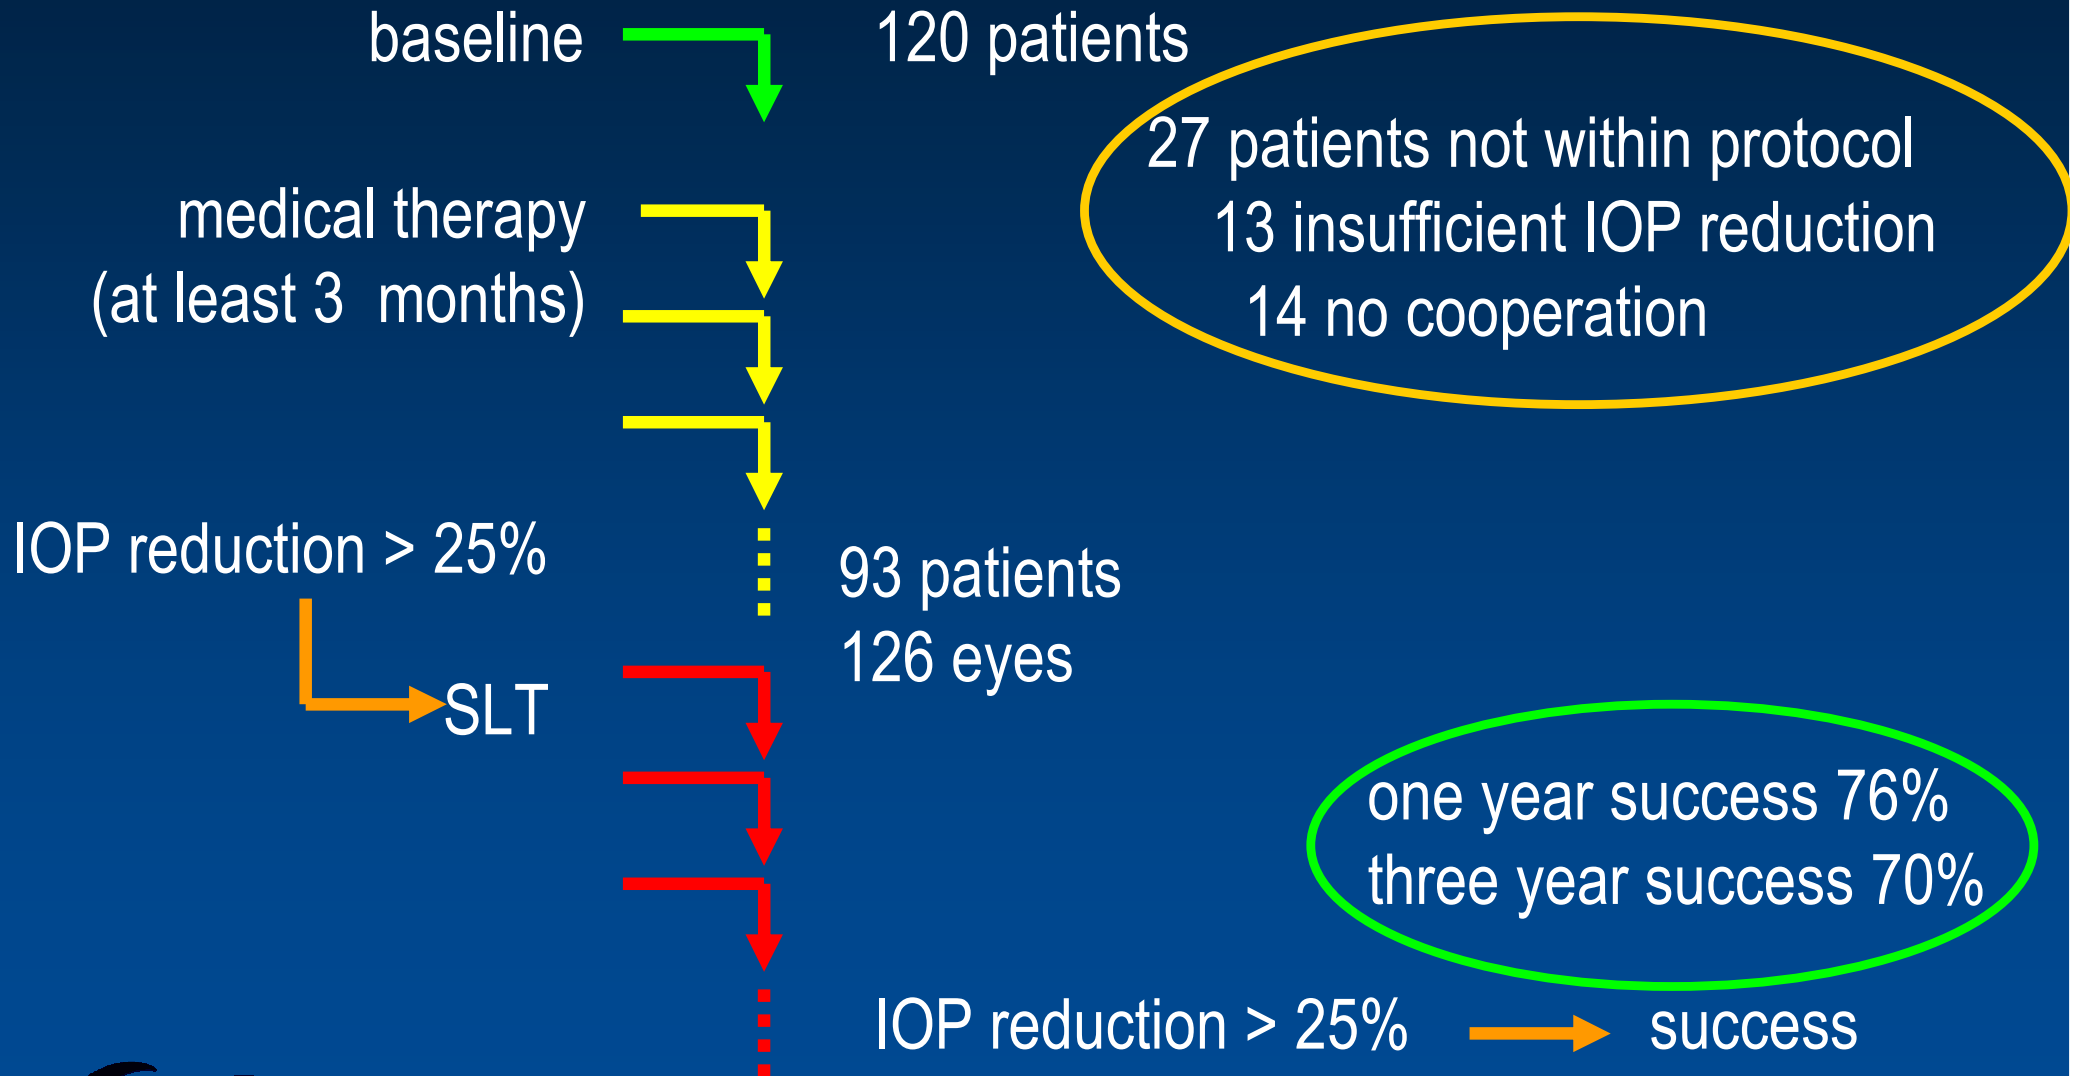 baseline
120 patients
27 patients not within protocol
13 insufficient IOP reduction
14 no cooperation
medical therapy
(at least 3  months)
IOP reduction > 25%
93 patients
126 eyes
SLT
one year success 76%
three year success 70%
IOP reduction > 25%
success